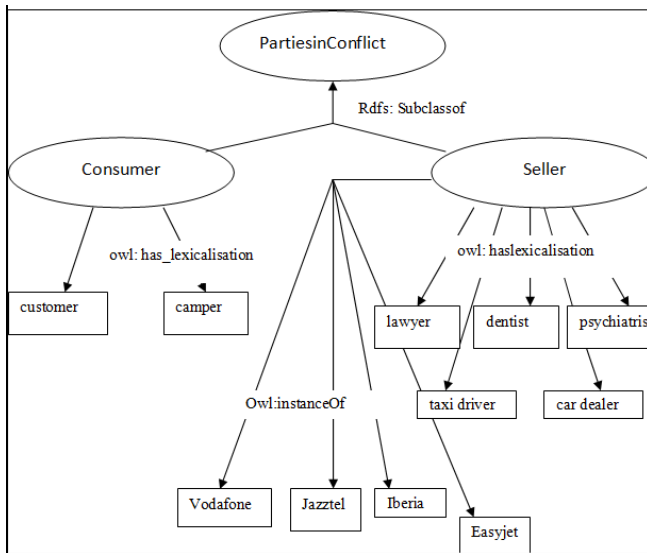 PartiesinConflict
Rdfs: Subclassof
Consumer
Seller
owl: has_lexicalisation
owl: haslexicalisation
customer
camper
lawyer
dentist
psychiatris
Owl:instanceOf
taxi driver
car dealer
Vodafone
Jazztel
Iberia
Easyjet